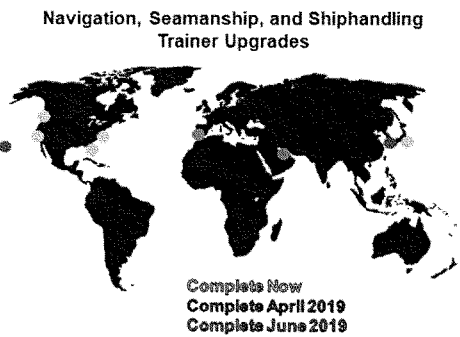 Navigation, Seamanship, and Shiphandling
Trainer Upgrades
Complete Now
Complete April 2019
Complete June 2019